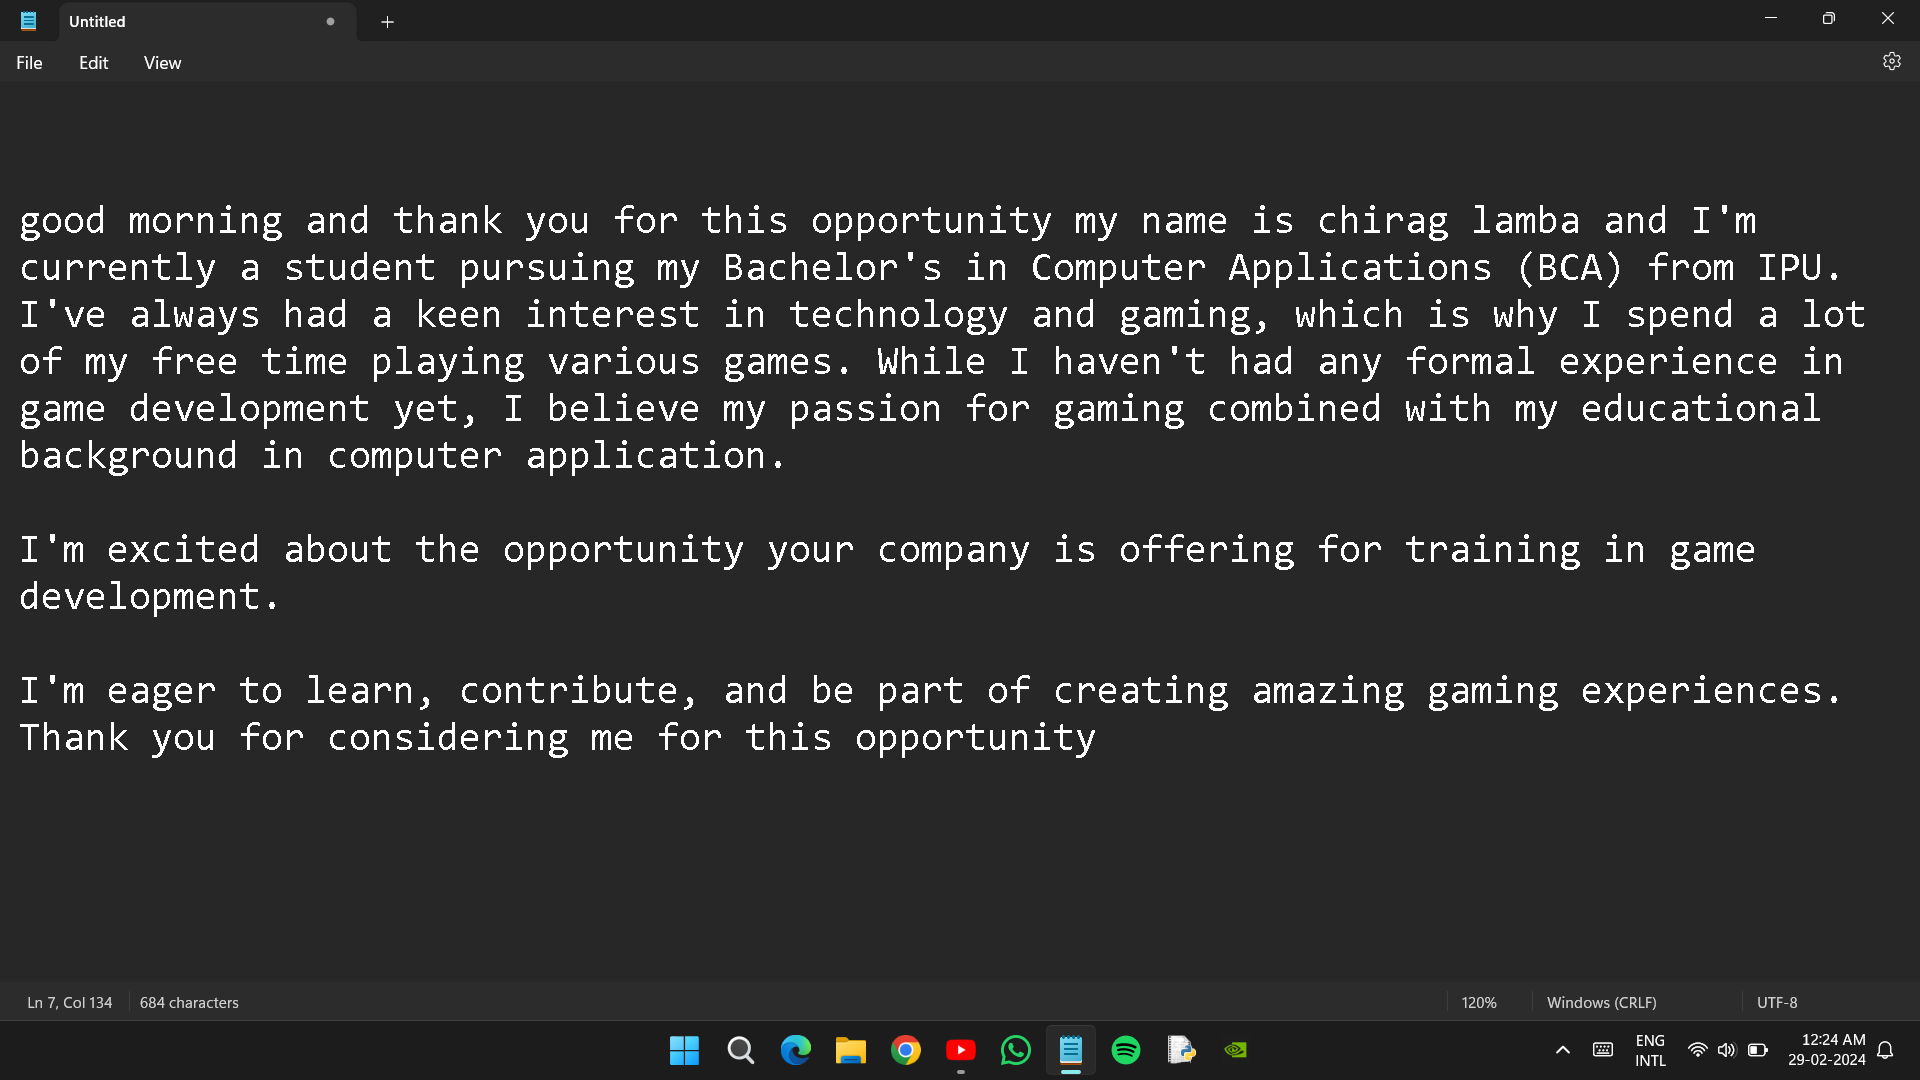 Untitled
File Edit View
good morning and thank you for this opportunity my name is chirag lamba and I'm
currently a student pursuing my Bachelor's in Computer Applications (BCA) from IPU.
I've always had a keen interest in technology and gaming, which is why I spend a lot
of my free time playing various games. While I haven't had any formal experience in
game development yet, I believe my passion for gaming combined with my educational
background in computer application.
I'm excited about the opportunity your company is offering for training in game
development.
I'm eager to learn, contribute, and be part of creating amazing gaming experiences.
Thank you for considering me for this opportunity
Ln 7, Col 134 684 characters 120% Windows (CRLF) UTF-8
ENG 12:24 AM
INTL 29-02-2024